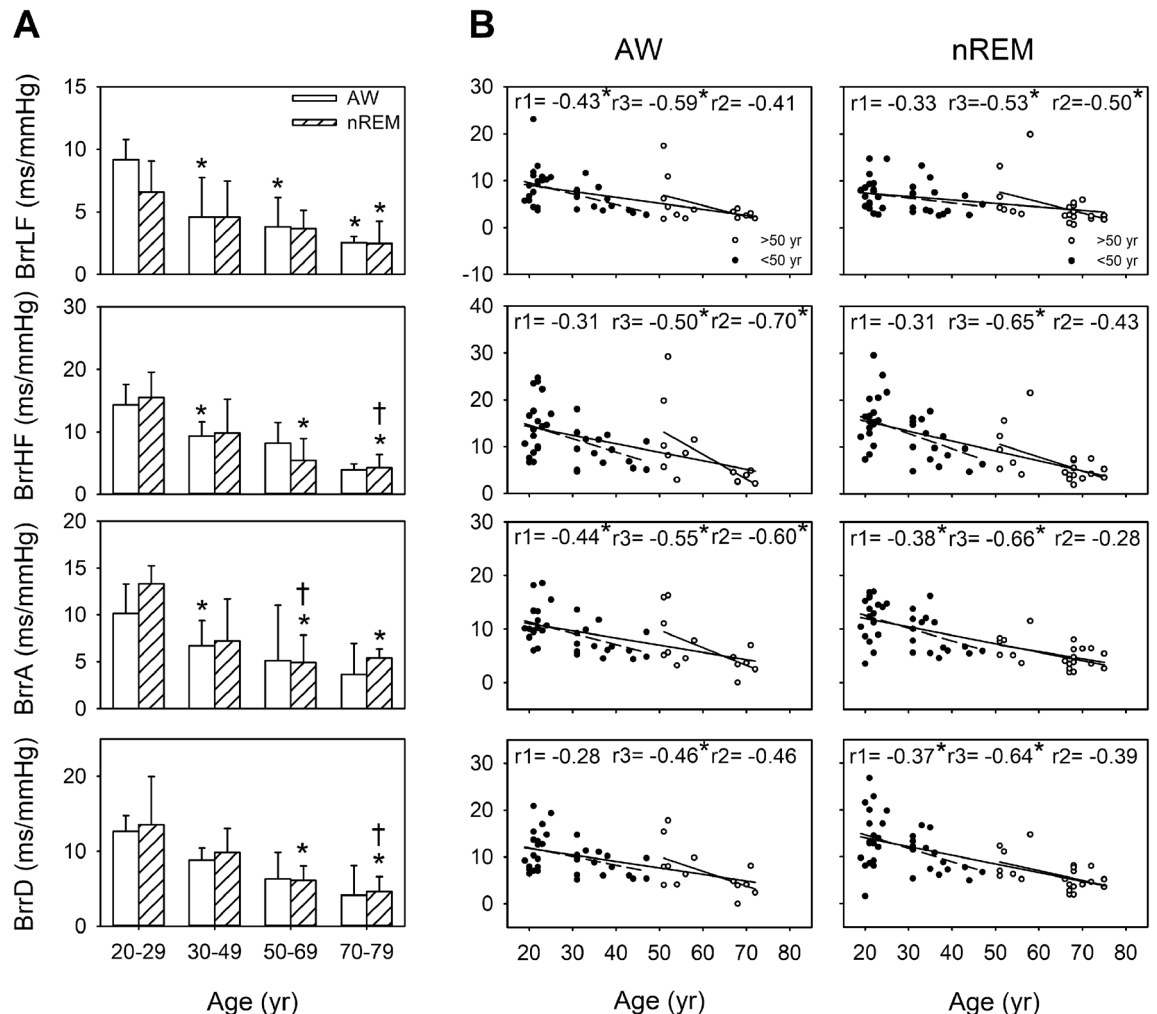 A
B
AW
nREM
BrrLF (ms/mmHg)
15
10
5
0
AW
nREM
*
*
* *
BrrHF (ms/mmHg)
30
20
10
0
*
*
†
*
BrrA (ms/mmHg)
20
15
10
5
0
*
†
*
*
BrrD (ms/mmHg)
20
10
0
*
†
*
20-29 30-49 50-69 70-79
Age (yr)
30
20
10
0
-10
r1= -0.43* r3= -0.59* r2= -0.41
>50 yr
<50 yr
r1= -0.33 r3=-0.53* r2= -0.50*
>50 yr
<50 yr
40
30
20
10
0
r1= -0.31 r3= -0.50* r2= -0.70*
r1= -0.31 r3= -0.65* r2= -0.43
30
20
10
0
r1= -0.44* r3= -0.55* r2= -0.60*
r1= -0.38* r3= -0.66* r2= -0.28
30
20
10
0
r1= -0.28 r3= -0.46* r2= -0.46
r1= -0.37* r3= -0.64* r2= -0.39
20 30 40 50 60 70 80
20 30 40 50 60 70 80
Age (yr)
Age (yr)